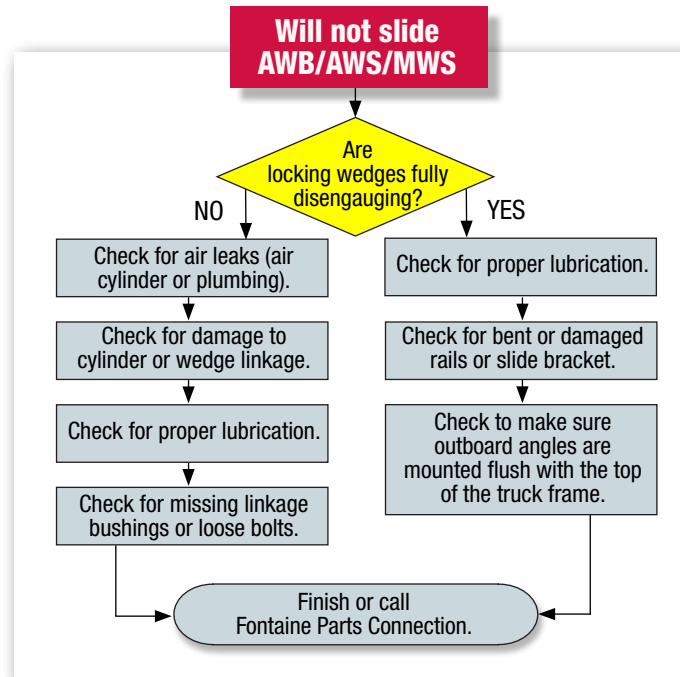 Will not slide
AWB/AWS/MWS
Are
locking wedges fully
disengauging?
NO
YES
Check for air leaks (air
cylinder or plumbing).
Check for damage to
cylinder or wedge linkage.
Check for proper lubrication.
Check for missing linkage
bushings or loose bolts.
Check for proper lubrication.
Check for bent or damaged
rails or slide bracket.
Check to make sure
outboard angles are
mounted flush with the top
of the truck frame.
Finish or call
Fontaine Parts Connection.